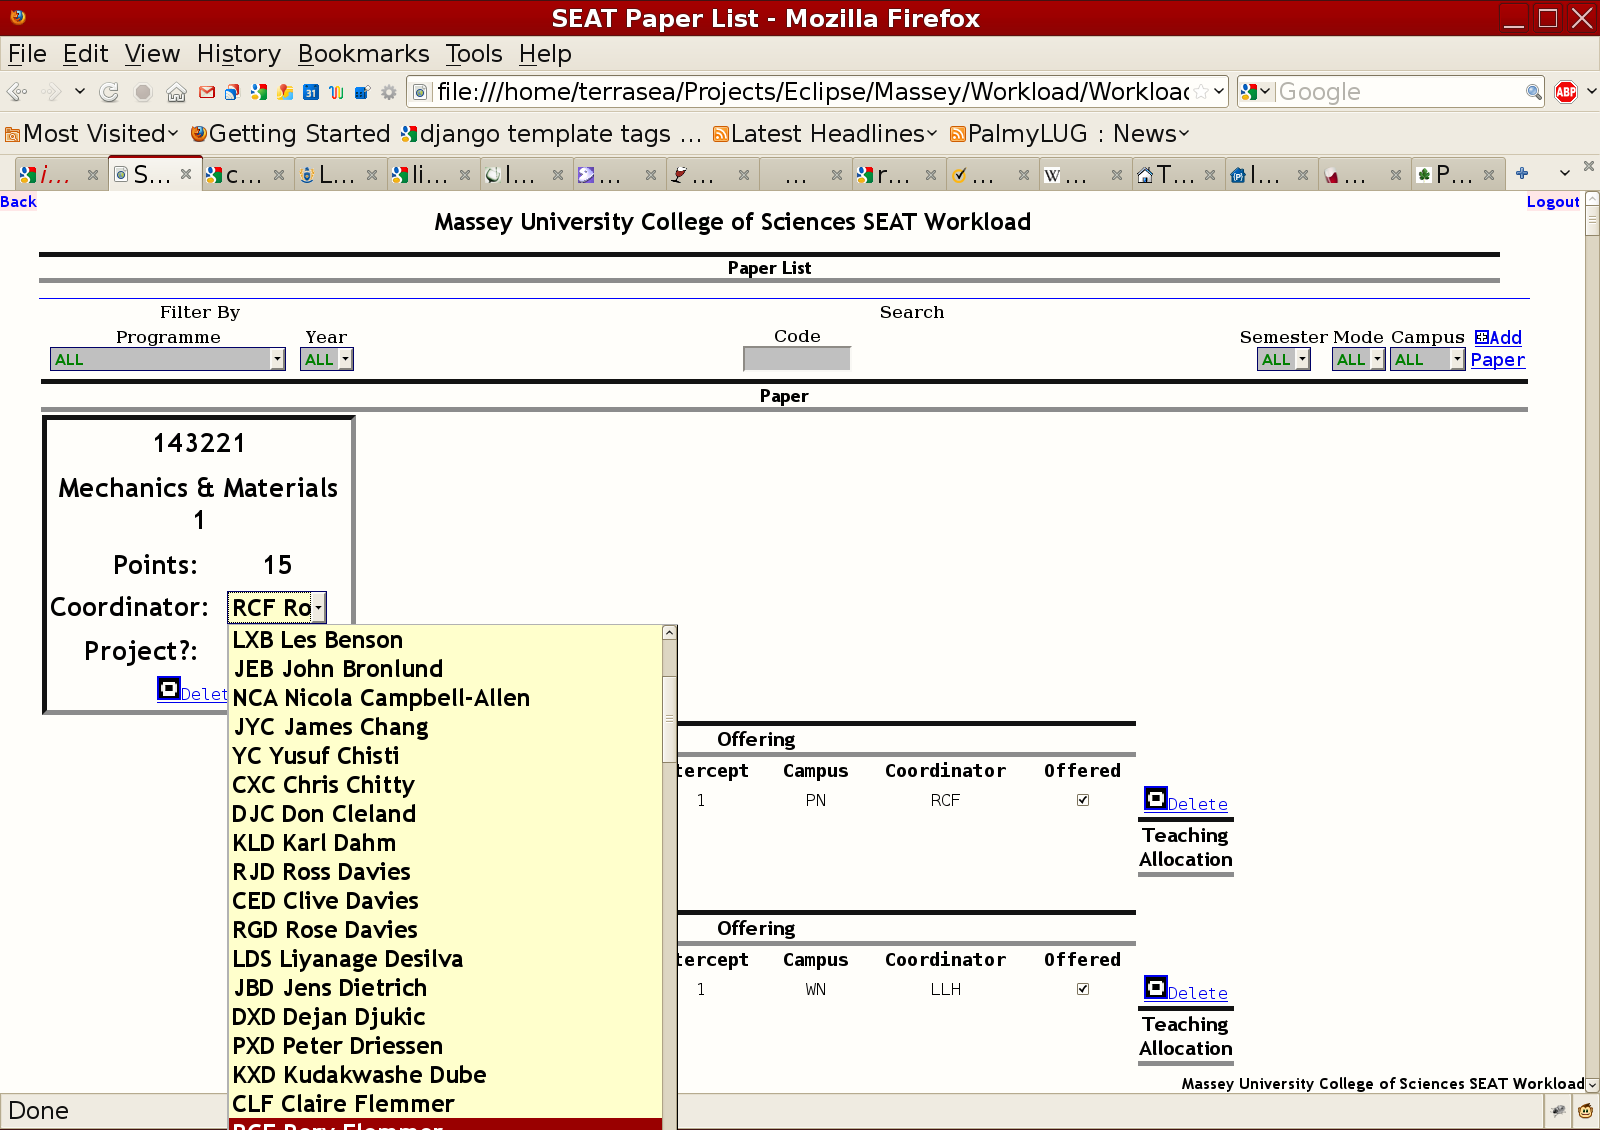 SEAT Paper List - Mozilla Firefox
File Edit View History Bookmarks Tools Help
file:///home/terrasea/Projects/Eclipse/Massey/Workload/Workload
Google
ABP
Most Visited Getting Started django template tags ... Latest Headlines PalmyLUG : News
i... S... c... L... li... I... ... ... ... r... ... W ... T... I... ... P...
Back
Logout
Massey University College of Sciences SEAT Workload
Paper List
Filter By Search
Programme Year Code Semester Mode Campus Add
ALL ALL ALL ALL ALL Paper
Paper
143221
Mechanics & Materials
1
Points: 15
Coordinator: RCF Ro
Project?:
Delet
LXB Les Benson
JEB John Bronlund
NCA Nicola Campbell-Allen
JYC James Chang
YC Yusuf Chisti
CXC Chris Chitty
DJC Don Cleland
KLD Karl Dahm
RJD Ross Davies
CED Clive Davies
RGD Rose Davies
LDS Liyanage Desilva
JBD Jens Dietrich
DXD Dejan Djukic
PXD Peter Driessen
KXD Kudakwashe Dube
CLF Claire Flemmer
RCF Rory Flemmer
Offering
tercept Campus Coordinator Offered
1 PN RCF
Delete
Teaching
Allocation
Offering
tercept Campus Coordinator Offered
1 WN LLH
Delete
Teaching
Allocation
Massey University College of Sciences SEAT Workload
Done